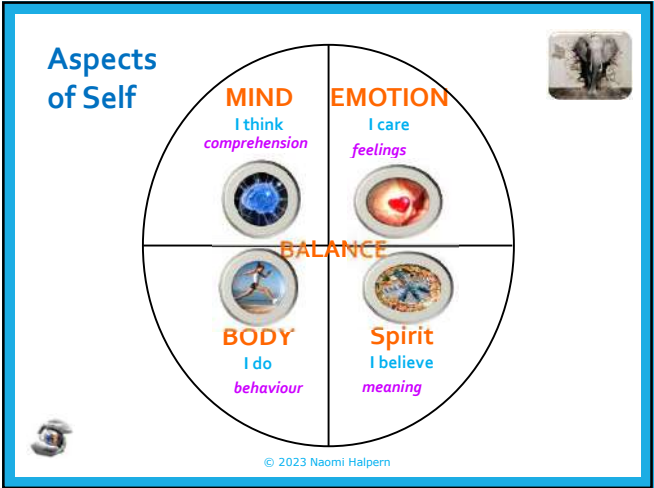 Aspects
of Self
MIND
I think
comprehension
EMOTION
I care
feelings
BALANCE
BODY
I do
behaviour
Spirit
I believe
meaning
© 2023 Naomi Halpern